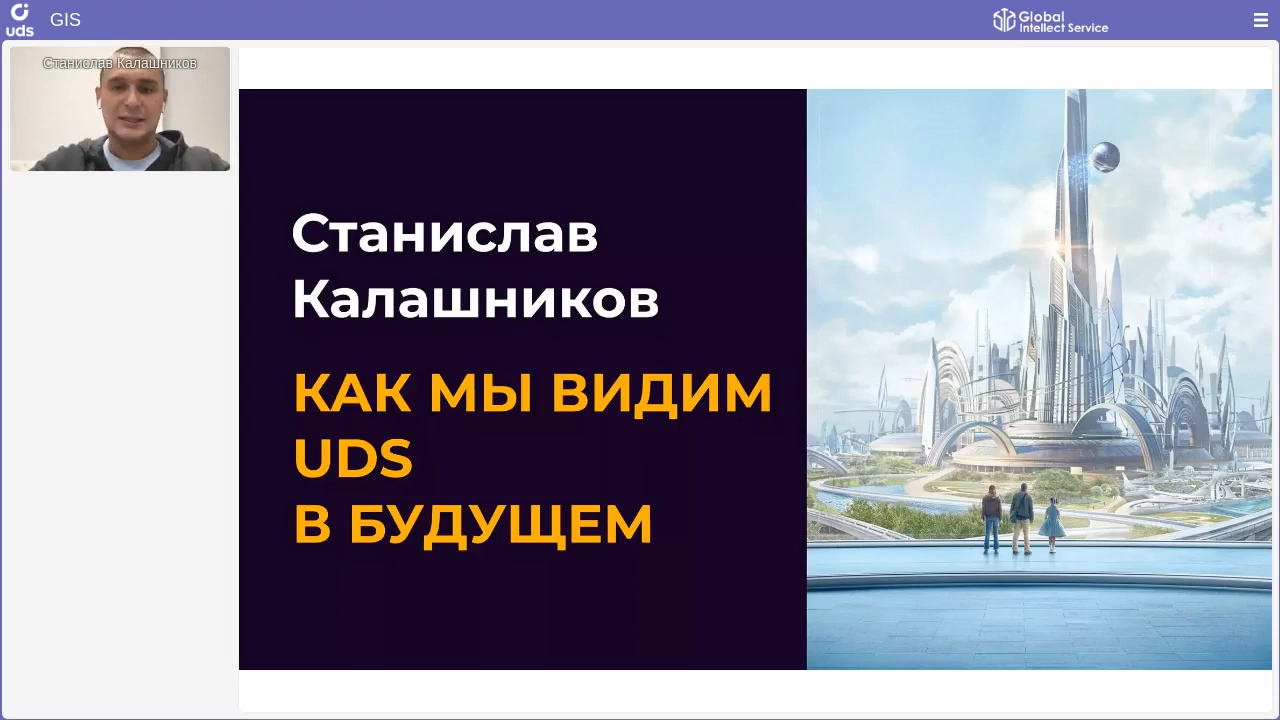 uds
GIS
Global
Intellect Service
Станислав Калашников
Станислав
Калашников
КАК МЫ ВИДИМ
UDS
В БУДУЩЕМ